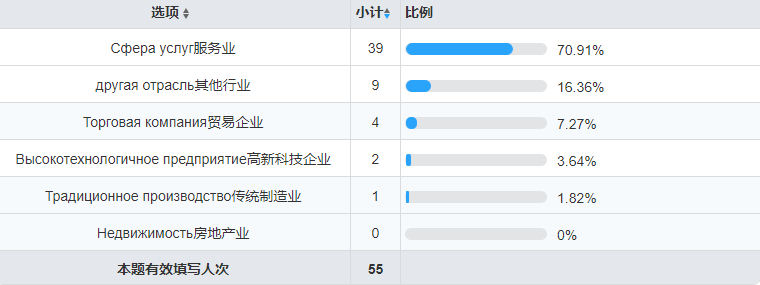 选项 小计 比例
Сфера услуг服务业 39 70.91%
другая отрасль其他行业 9 16.36%
Торговая компания贸易企业 4 7.27%
Высокотехнологичное предприятие高新科技企业 2 3.64%
Традиционное производство传统制造业 1 1.82%
Недвижимость房地产业 0 0%
本题有效填写人次 55